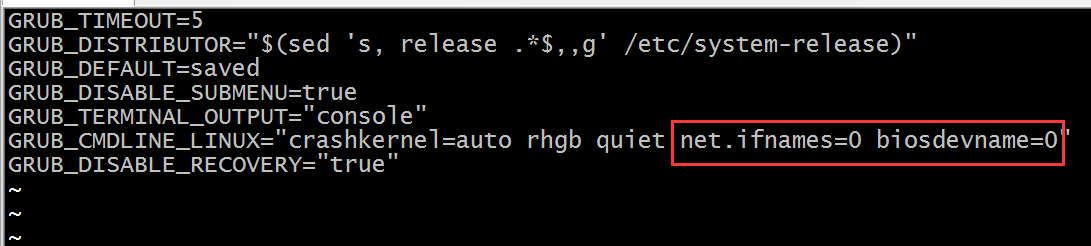 GRUB_TIMEOUT=5
GRUB_DISTRIBUTOR="$(sed 's, release .*$,,g' /etc/system-release)"
GRUB_DEFAULT=saved
GRUB_DISABLE_SUBMENU=true
GRUB_TERMINAL_OUTPUT="console"
GRUB_CMDLINE_LINUX="crashkernel=auto rhgb quiet net.ifnames=0 biosdevname=0"
GRUB_DISABLE_RECOVERY="true"
~
~
~